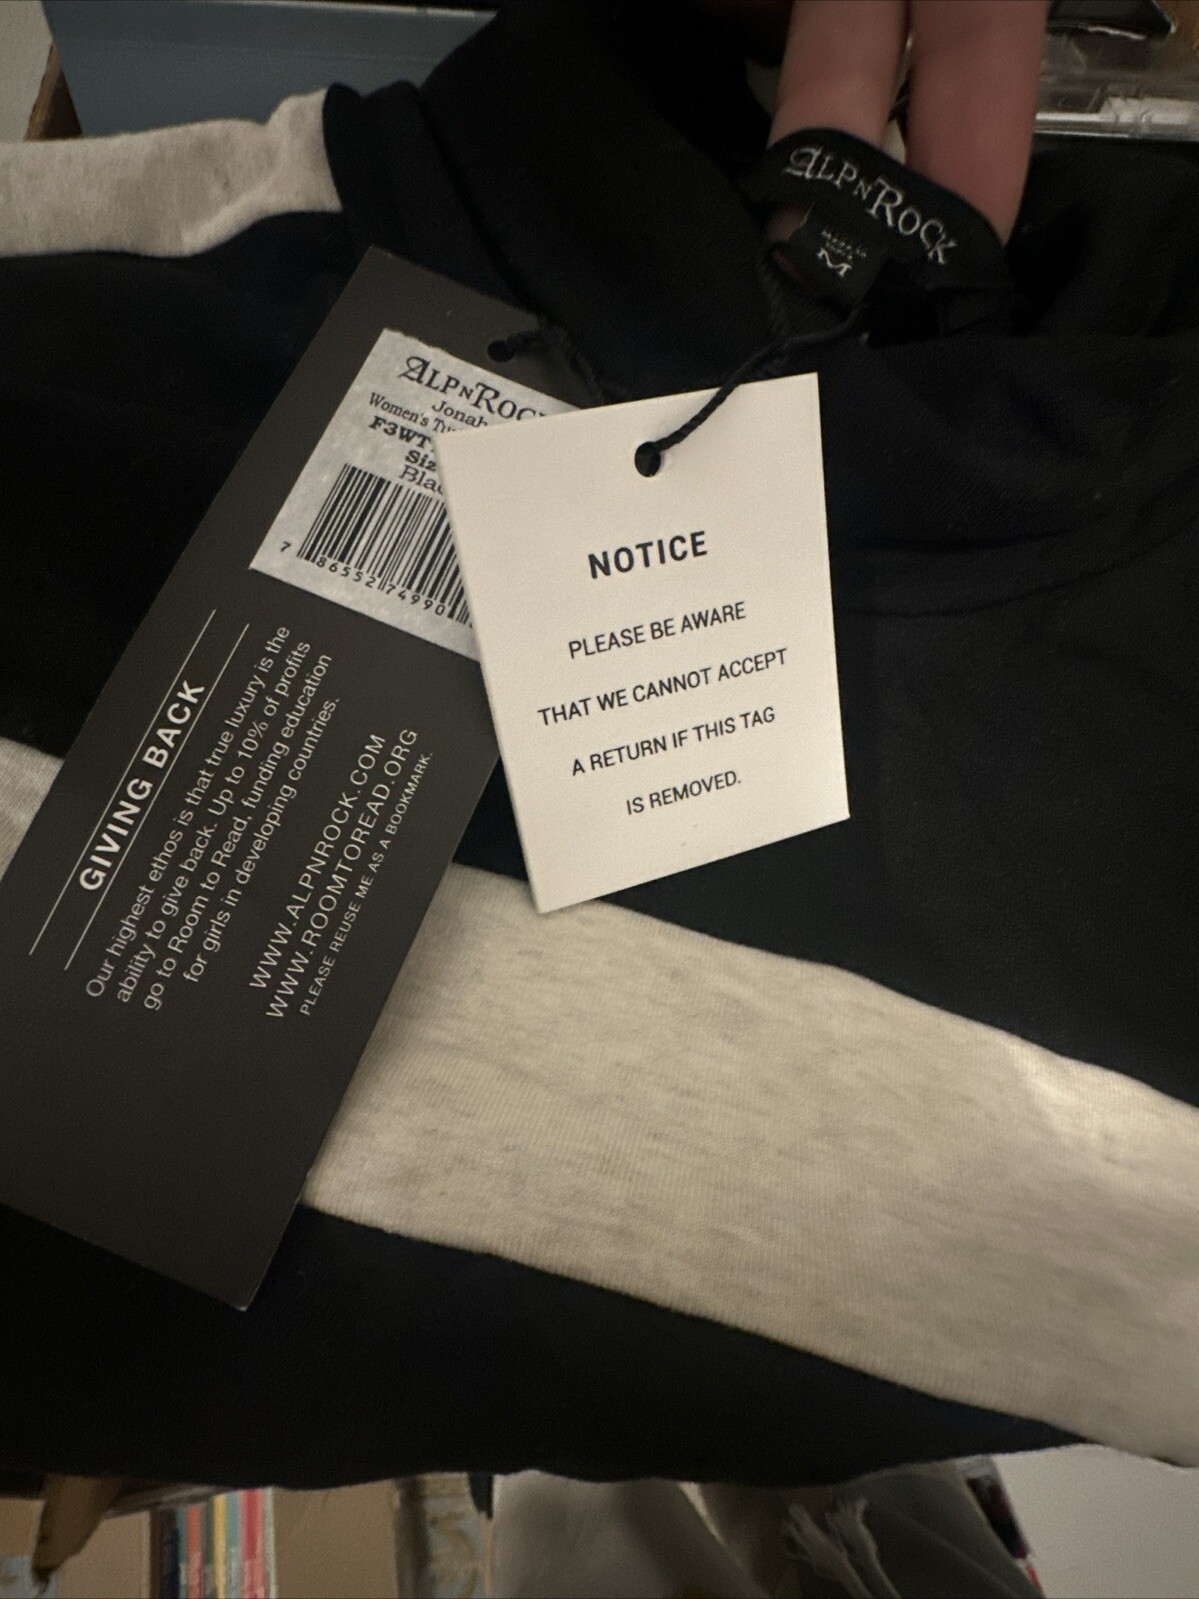 ALPNROCK
M
ALPNROC
Jonah
Women's
F3WT
Siz
Blac
7 86552 74990
NOTICE
PLEASE BE AWARE
THAT WE CANNOT ACCEPT
A RETURN IF THIS TAG
IS REMOVED.
GIVING BACK
Our highest ethos is that true luxury is the
ability to give back. Up to 10% of profits
go to Room to Read, funding education
for girls in developing countries.
WWW.ALPNROCK.COM
WWW.ROOMTOREAD.ORG
PLEASE REUSE ME AS A BOOKMARK.